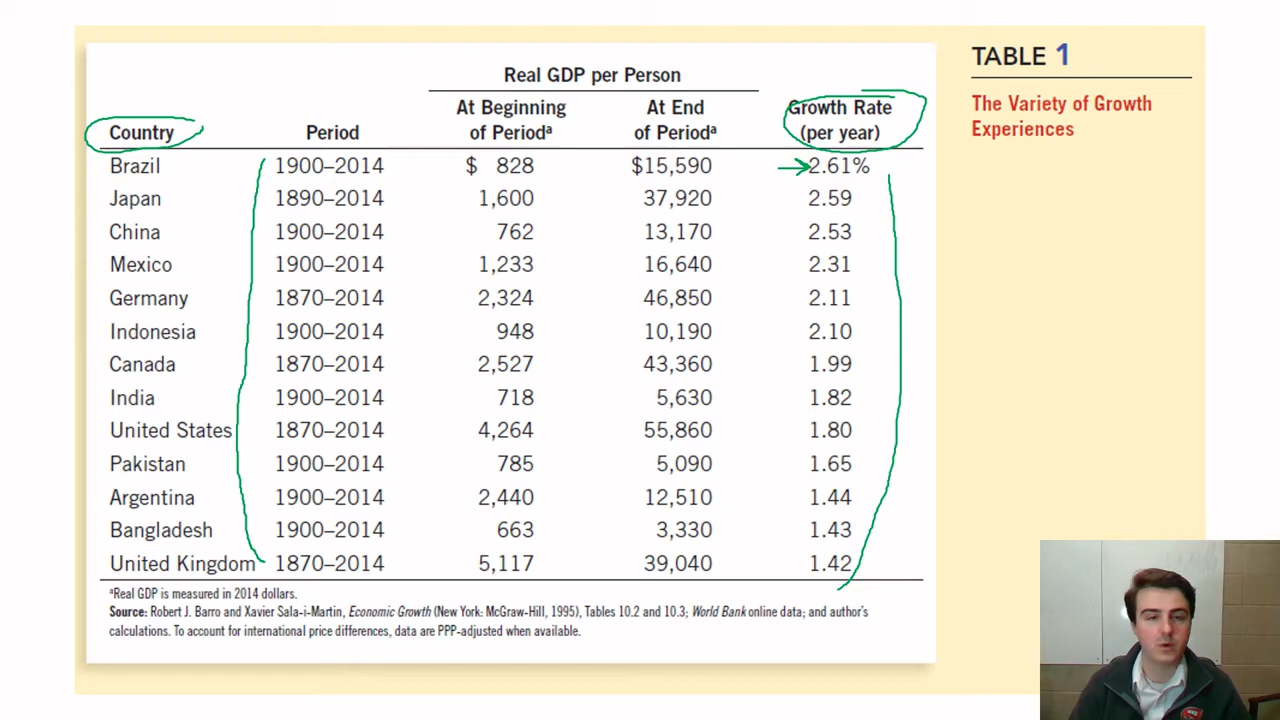 TABLE 1
The Variety of Growth
Experiences
Real GDP per Person
At Beginning At End Growth Rate
Country Period of Periodᵃ of Periodᵃ (per year)
Brazil 1900–2014 $ 828 $15,590 2.61%
Japan 1890–2014 1,600 37,920 2.59
China 1900–2014 762 13,170 2.53
Mexico 1900–2014 1,233 16,640 2.31
Germany 1870–2014 2,324 46,850 2.11
Indonesia 1900–2014 948 10,190 2.10
Canada 1870–2014 2,527 43,360 1.99
India 1900–2014 718 5,630 1.82
United States 1870–2014 4,264 55,860 1.80
Pakistan 1900–2014 785 5,090 1.65
Argentina 1900–2014 2,440 12,510 1.44
Bangladesh 1900–2014 663 3,330 1.43
United Kingdom 1870–2014 5,117 39,040 1.42
ᵃReal GDP is measured in 2014 dollars.
Source: Robert J. Barro and Xavier Sala-i-Martin, Economic Growth (New York: McGraw-Hill, 1995), Tables 10.2 and 10.3; World Bank online data; and author's
calculations. To account for international price differences, data are PPP-adjusted when available.